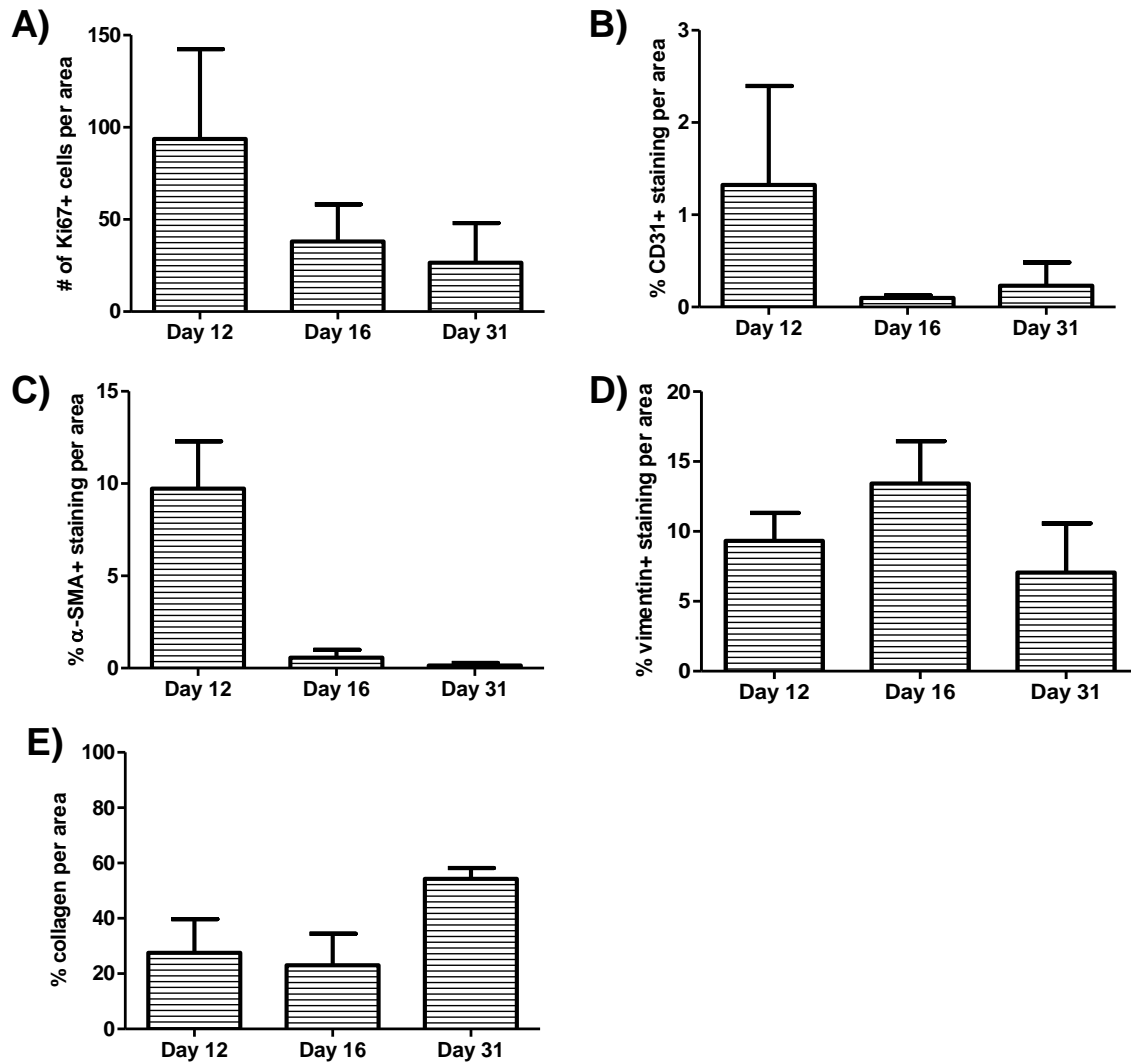 A)
# of Ki67+ cells per area
150
100
50
0
Day 12 Day 16 Day 31
B)
% CD31+ staining per area
3
2
1
0
Day 12 Day 16 Day 31
C)
% α-SMA+ staining per area
15
10
5
0
Day 12 Day 16 Day 31
D)
% vimentin+ staining per area
20
15
10
5
0
Day 12 Day 16 Day 31
E)
% collagen per area
100
80
60
40
20
0
Day 12 Day 16 Day 31